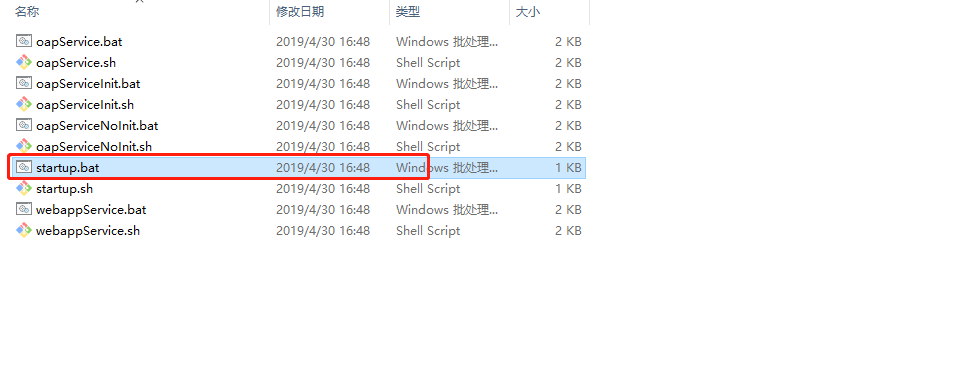 名称 修改日期 类型 大小
oapService.bat 2019/4/30 16:48 Windows 批处理... 2 KB
oapService.sh 2019/4/30 16:48 Shell Script 2 KB
oapServiceInit.bat 2019/4/30 16:48 Windows 批处理... 2 KB
oapServiceInit.sh 2019/4/30 16:48 Shell Script 2 KB
oapServiceNoInit.bat 2019/4/30 16:48 Windows 批处理... 2 KB
oapServiceNoInit.sh 2019/4/30 16:48 Shell Script 2 KB
startup.bat 2019/4/30 16:48 Windows 批处理... 1 KB
startup.sh 2019/4/30 16:48 Shell Script 1 KB
webappService.bat 2019/4/30 16:48 Windows 批处理... 2 KB
webappService.sh 2019/4/30 16:48 Shell Script 2 KB